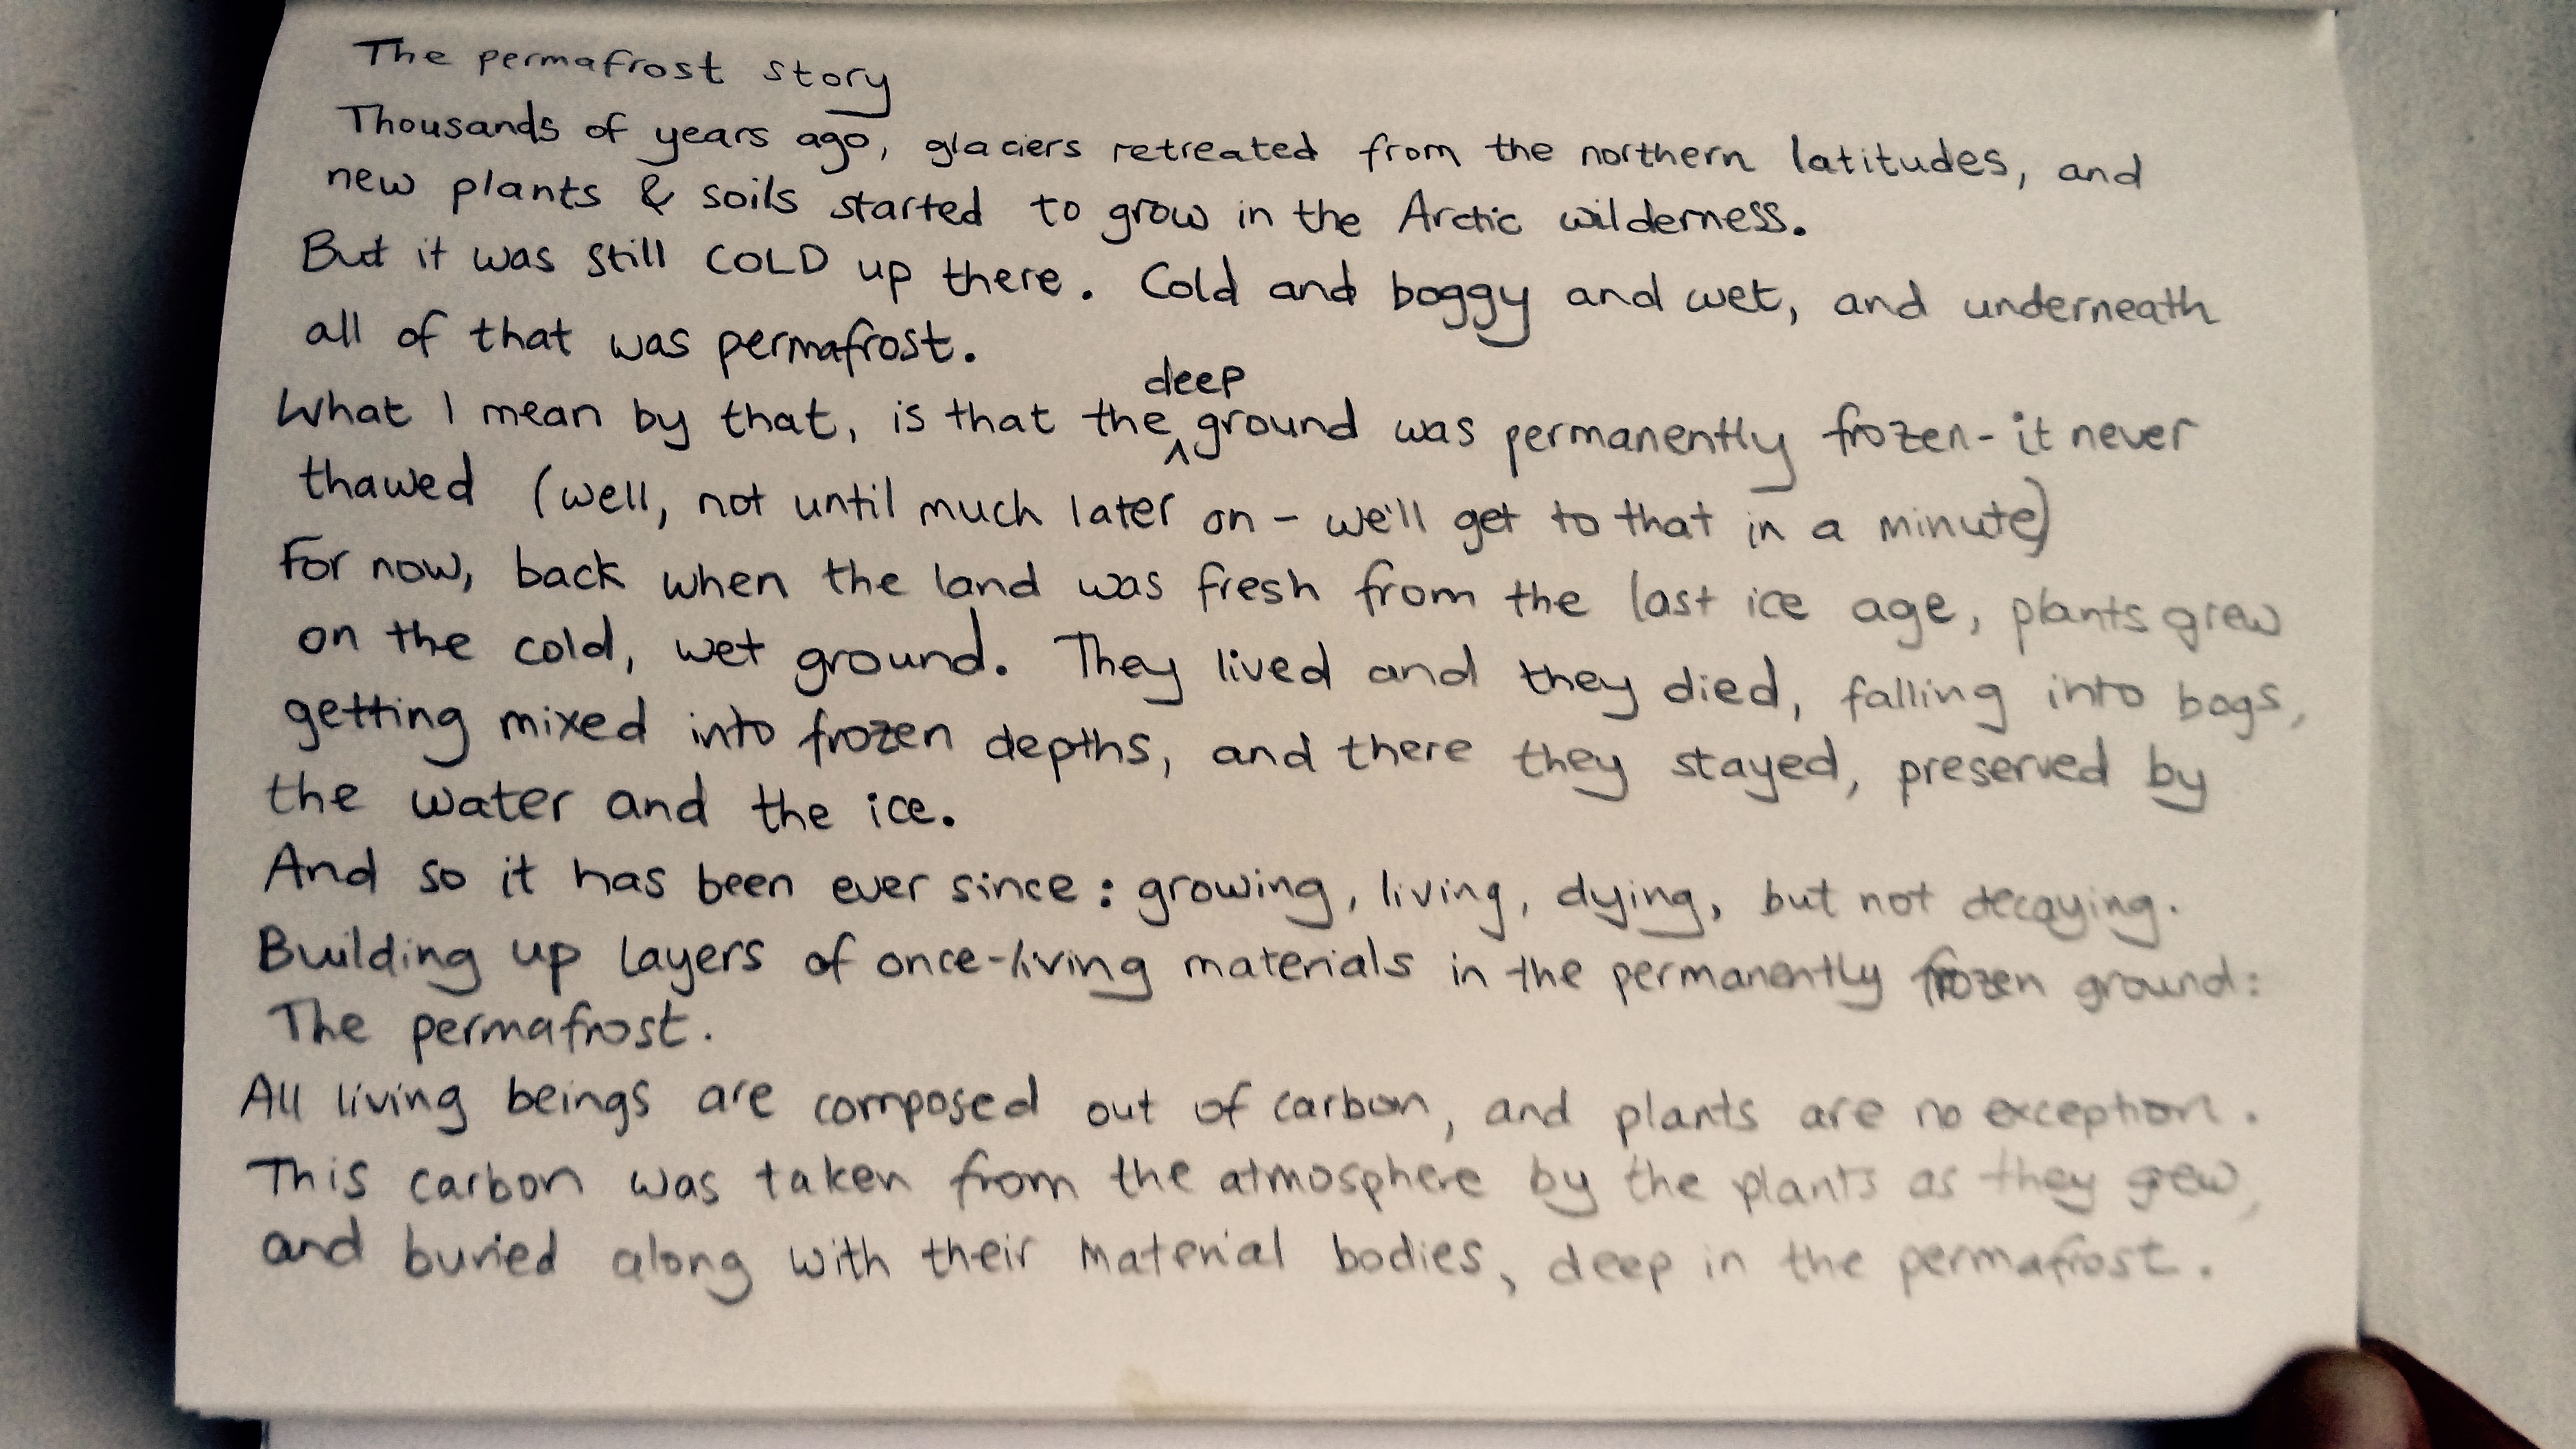 The permafrost story
Thousands of years ago, glaciers retreated from the northern latitudes, and
new plants & soils started to grow in the Arctic wilderness.
But it was still COLD up there. Cold and boggy and wet, and underneath
all of that was permafrost.
What I mean by that, is that the deep ground was permanently frozen - it never
thawed (well, not until much later on - we'll get to that in a minute)
For now, back when the land was fresh from the last ice age, plants grew
on the cold, wet ground. They lived and they died, falling into bogs,
getting mixed into frozen depths, and there they stayed, preserved by
the water and the ice.
And so it has been ever since: growing, living, dying, but not decaying.
Building up layers of once-living materials in the permanently frozen ground:
The permafrost.
All living beings are composed out of carbon, and plants are no exception.
This carbon was taken from the atmosphere by the plants as they grew,
and buried along with their material bodies, deep in the permafrost.